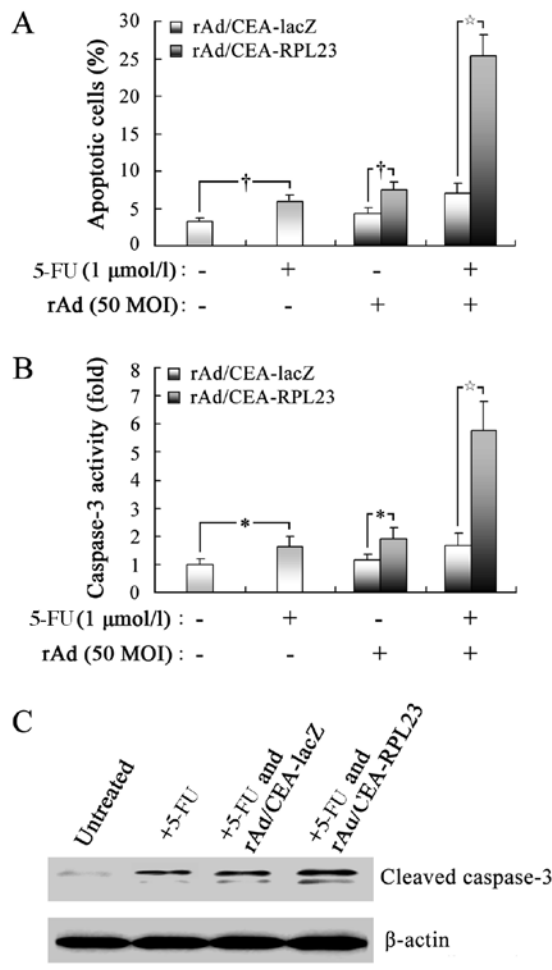 A
Apoptotic cells (%)
30
25
20
15
10
5
0
rAd/CEA-lacZ
rAd/CEA-RPL23
†
†
☆
5-FU (1 μmol/l) : - + - +
rAd (50 MOI) : - - + +
B
Caspase-3 activity (fold)
8
7
6
5
4
3
2
1
0
rAd/CEA-lacZ
rAd/CEA-RPL23
*
*
☆
5-FU (1 μmol/l) : - + - +
rAd (50 MOI) : - - + +
C
Untreated
+5-FU
+5-FU and
rAd/CEA-lacZ
+5-FU and
rAd/CEA-RPL23
Cleaved caspase-3
β-actin